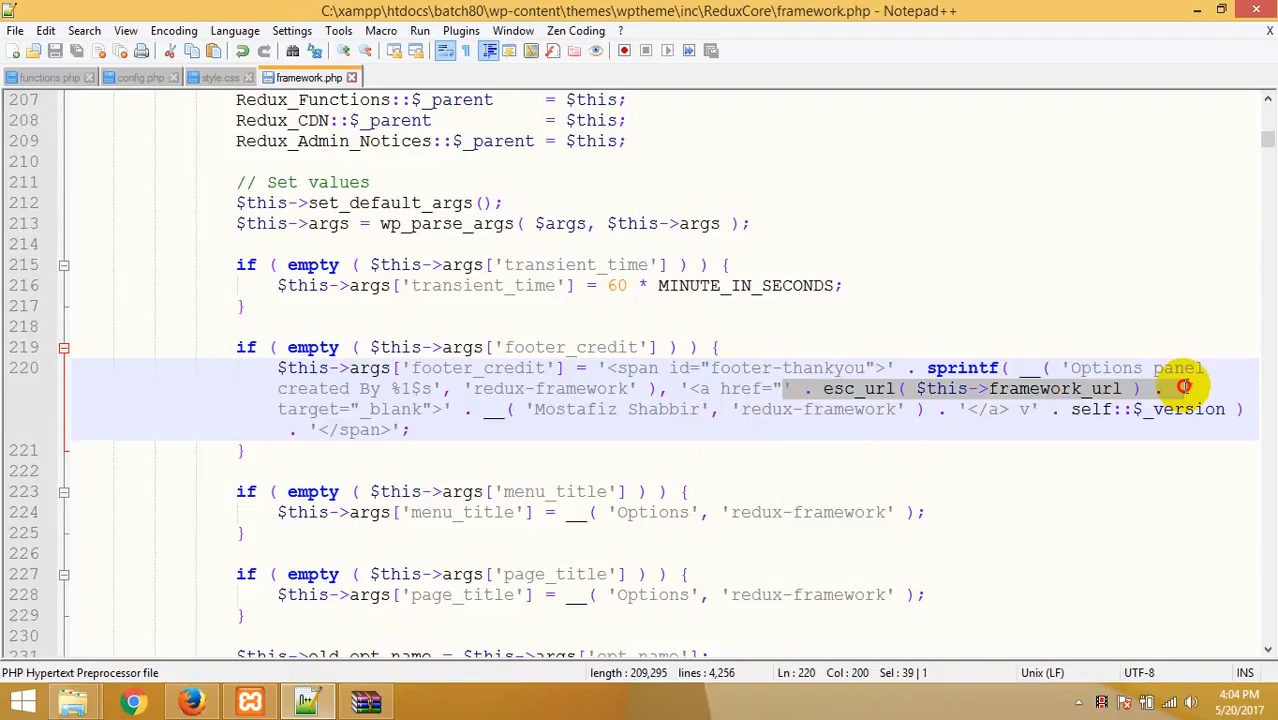 C:\xampp\htdocs\batch80\wp-content\themes\wptheme\inc\ReduxCore\framework.php - Notepad++
File Edit Search View Encoding Language Settings Tools Macro Run Plugins Window Zen Coding ? X
functions.php config.php style.css framework.php
207 Redux_Functions::$_parent = $this;
208 Redux_CDN::$_parent = $this;
209 Redux_Admin_Notices::$_parent = $this;
210
211 // Set values
212 $this->set_default_args();
213 $this->args = wp_parse_args( $args, $this->args );
214
215 if ( empty ( $this->args['transient_time'] ) ) {
216 $this->args['transient_time'] = 60 * MINUTE_IN_SECONDS;
217 }
218
219 if ( empty ( $this->args['footer_credit'] ) ) {
220 $this->args['footer_credit'] = '<span id="footer-thankyou">' . sprintf( __( 'Options panel
created By %1$s', 'redux-framework' ), '<a href="' . esc_url( $this->framework_url ) .
target="_blank">' . __( 'Mostafiz Shabbir', 'redux-framework' ) . '</a> v' . self::$_version )
. '</span>';
221 }
222
223 if ( empty ( $this->args['menu_title'] ) ) {
224 $this->args['menu_title'] = __( 'Options', 'redux-framework' );
225 }
226
227 if ( empty ( $this->args['page_title'] ) ) {
228 $this->args['page_title'] = __( 'Options', 'redux-framework' );
229 }
230
231 $this->old_opt_name = $this->args['opt_name'];
PHP Hypertext Preprocessor file length : 209,295 lines : 4,256 Ln : 220 Col : 200 Sel : 39 | 1 Unix (LF) UTF-8 INS
4:04 PM
5/20/2017